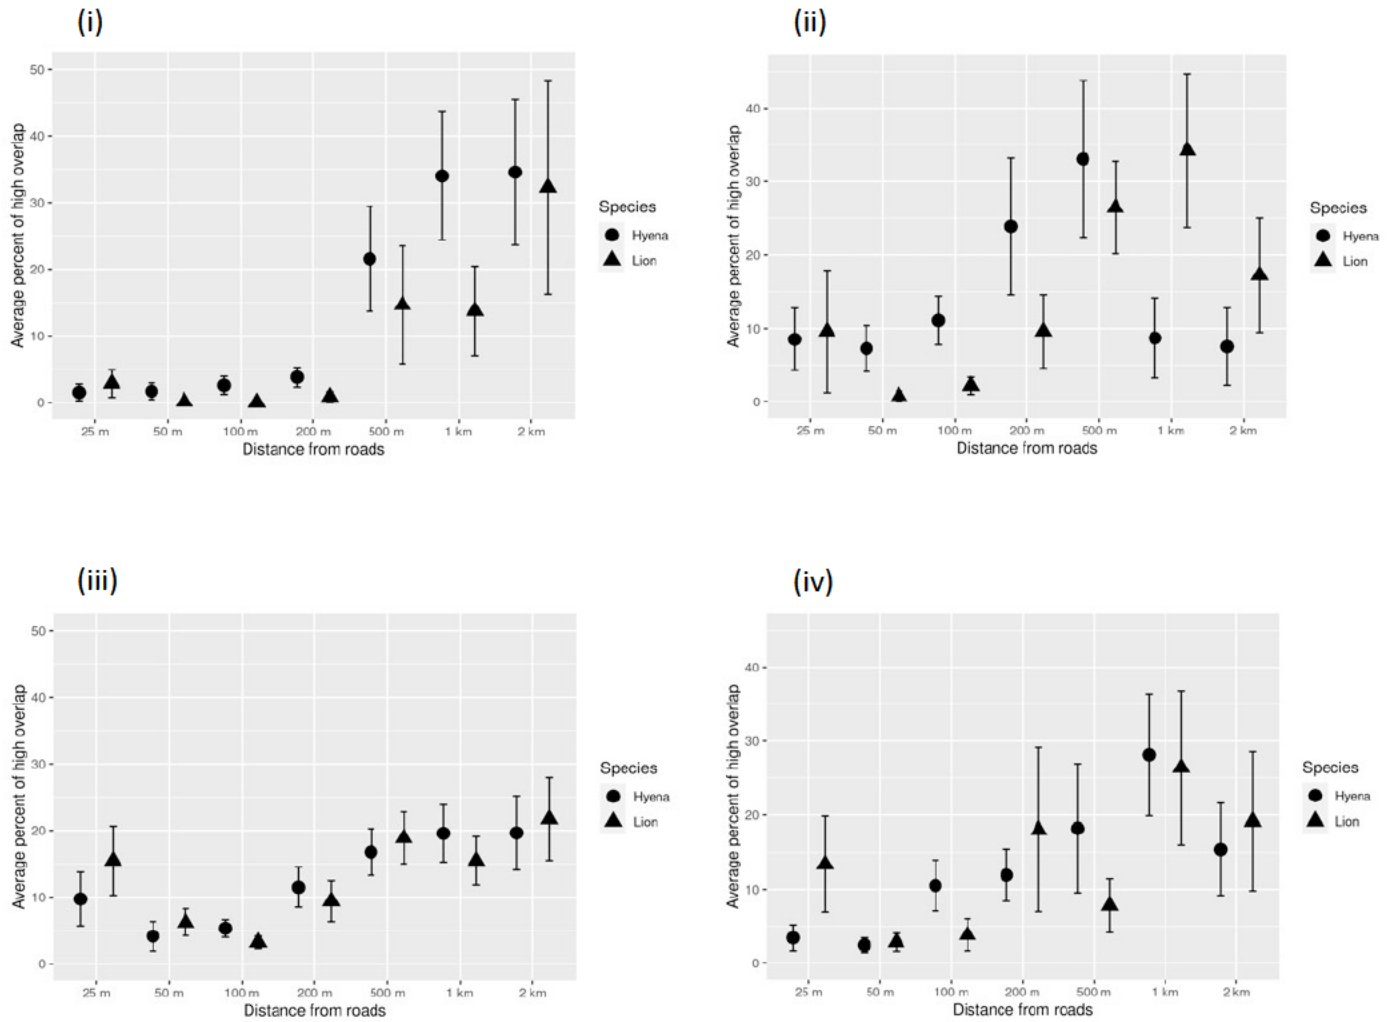 (i)
50
40
30
20
10
0
Average percent of high overlap
25 m 50 m 100 m 200 m 500 m 1 km 2 km
Distance from roads
Species
Hyena
Lion
(ii)
40
30
20
10
0
Average percent of high overlap
25 m 50 m 100 m 200 m 500 m 1 km 2 km
Distance from roads
Species
Hyena
Lion
(iii)
50
40
30
20
10
0
Average percent of high overlap
25 m 50 m 100 m 200 m 500 m 1 km 2 km
Distance from roads
Species
Hyena
Lion
(iv)
40
30
20
10
0
Average percent of high overlap
25 m 50 m 100 m 200 m 500 m 1 km 2 km
Distance from roads
Species
Hyena
Lion